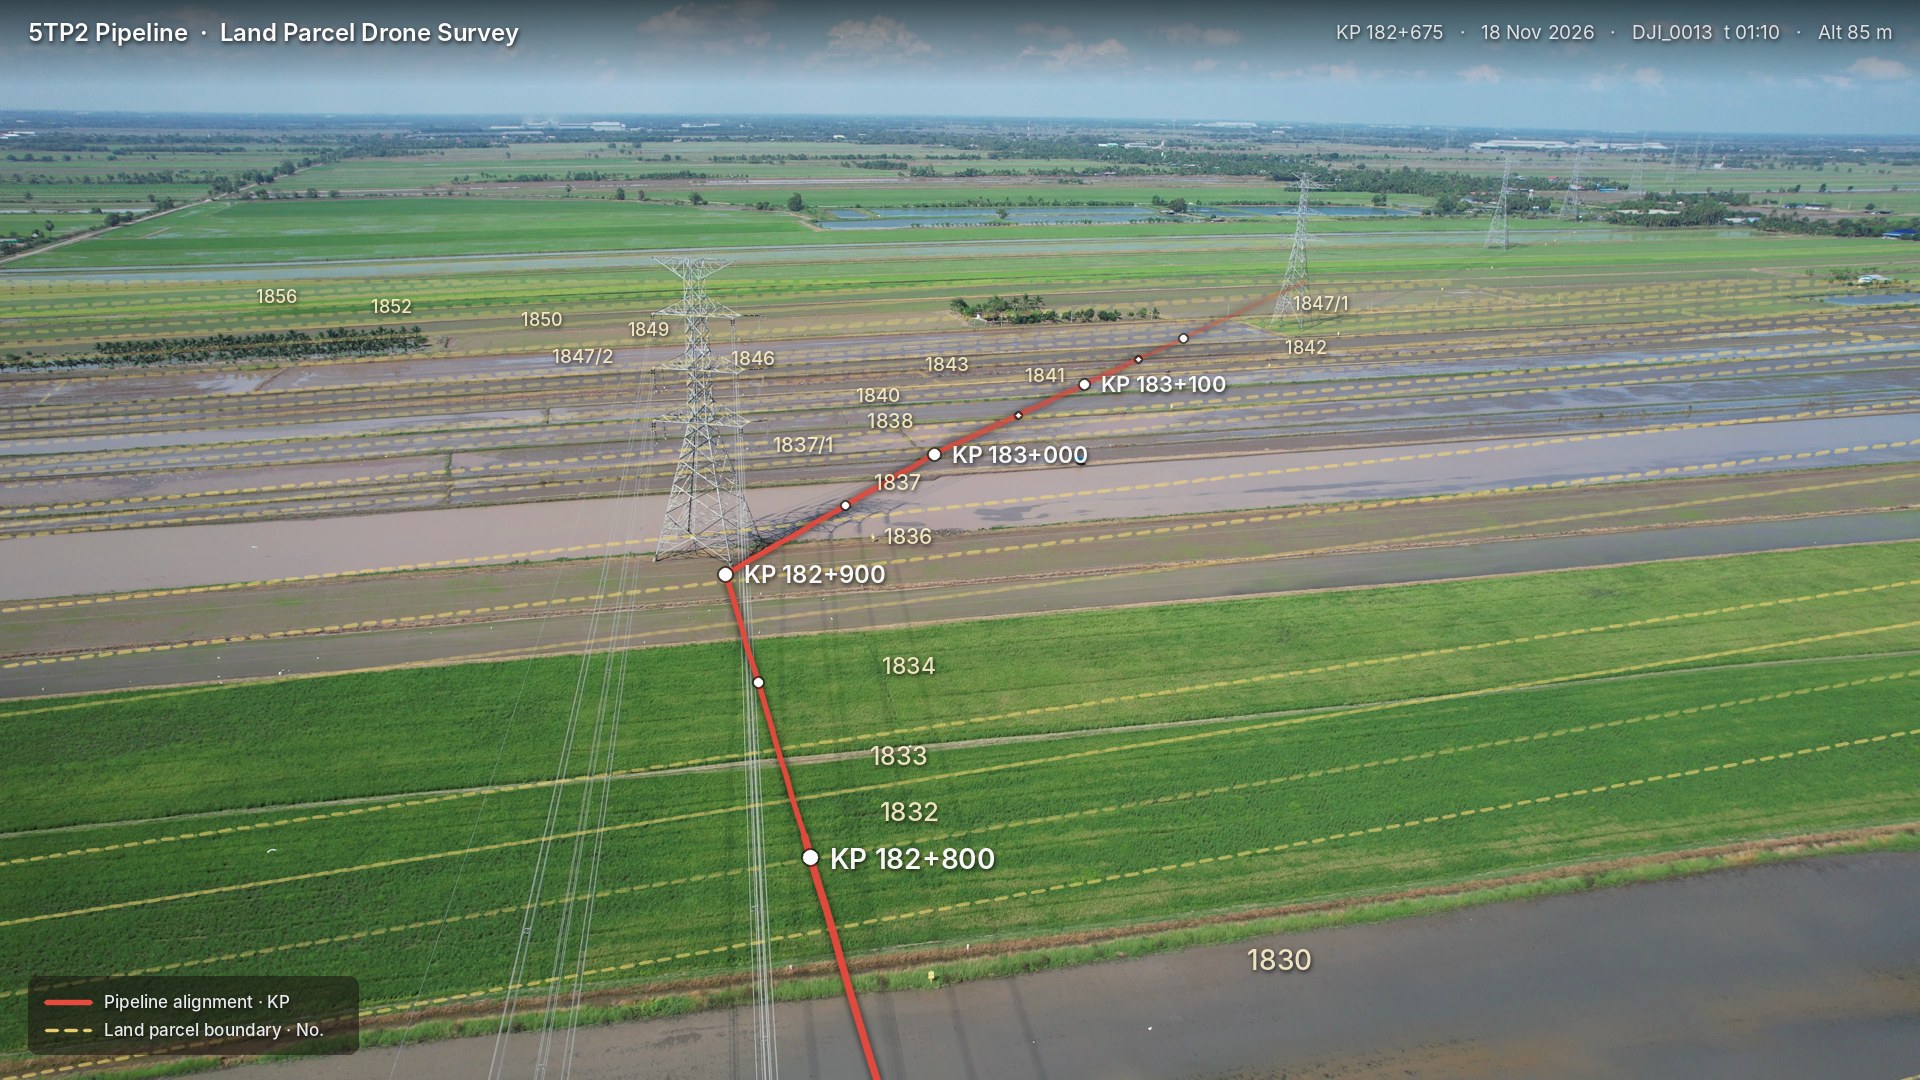 5TP2 Pipeline · Land Parcel Drone Survey
KP 182+675 · 18 Nov 2026 · DJI_0013 t 01:10 · Alt 85 m
1856
1852
1850
1849
1847/1
1847/2
1846
1843
1842
1841
KP 183+100
1840
1838
1837/1
KP 183+000
1837
1836
KP 182+900
1834
1833
1832
KP 182+800
1830
Pipeline alignment · KP
Land parcel boundary · No.